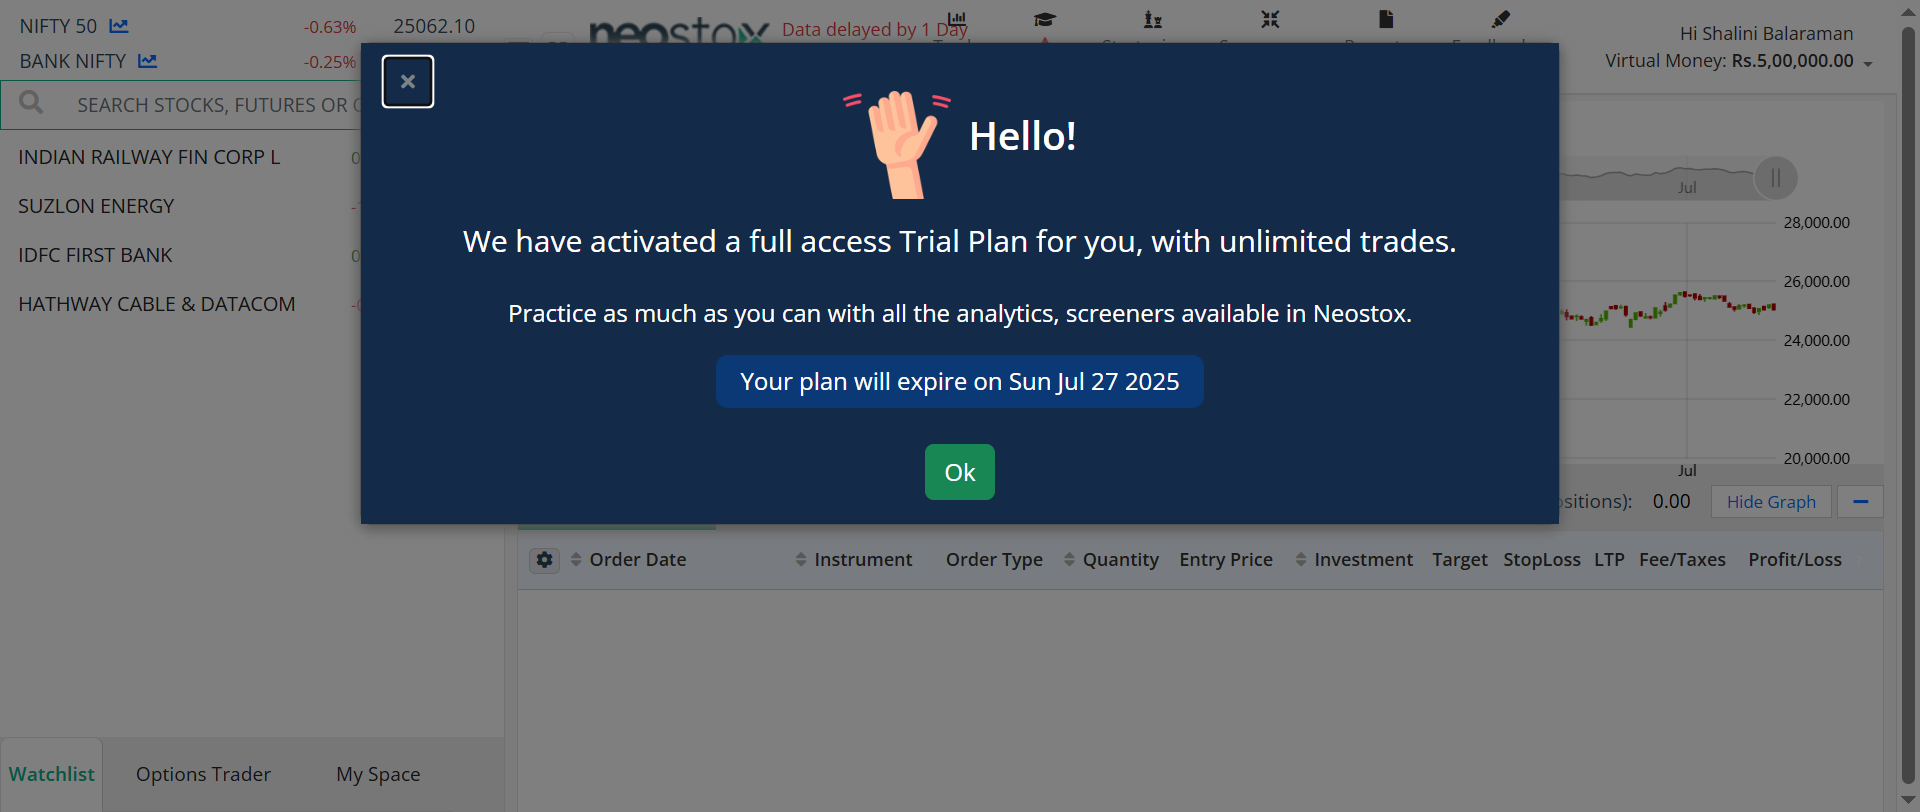 NIFTY 50 -0.63% 25062.10
BANK NIFTY -0.25%
SEARCH STOCKS, FUTURES OR
INDIAN RAILWAY FIN CORP L 0
SUZLON ENERGY
IDFC FIRST BANK 0
HATHWAY CABLE & DATACOM
neostox
Data delayed by 1 Day
Hi Shalini Balaraman
Virtual Money: Rs.5,00,000.00
×
Hello!
We have activated a full access Trial Plan for you, with unlimited trades.
Practice as much as you can with all the analytics, screeners available in Neostox.
Your plan will expire on Sun Jul 27 2025
Ok
Jul
28,000.00
26,000.00
24,000.00
22,000.00
20,000.00
Jul
sitions): 0.00 Hide Graph
Order Date Instrument Order Type Quantity Entry Price Investment Target StopLoss LTP Fee/Taxes Profit/Loss
Watchlist Options Trader My Space